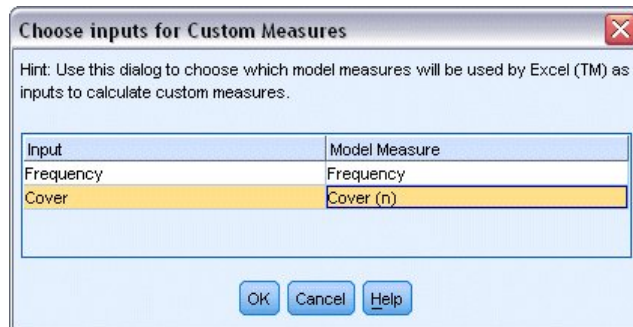 Choose inputs for Custom Measures
Hint: Use this dialog to choose which model measures will be used by Excel (TM) as
inputs to calculate custom measures.
Input Model Measure
Frequency Frequency
Cover Cover (n)
OK Cancel Help